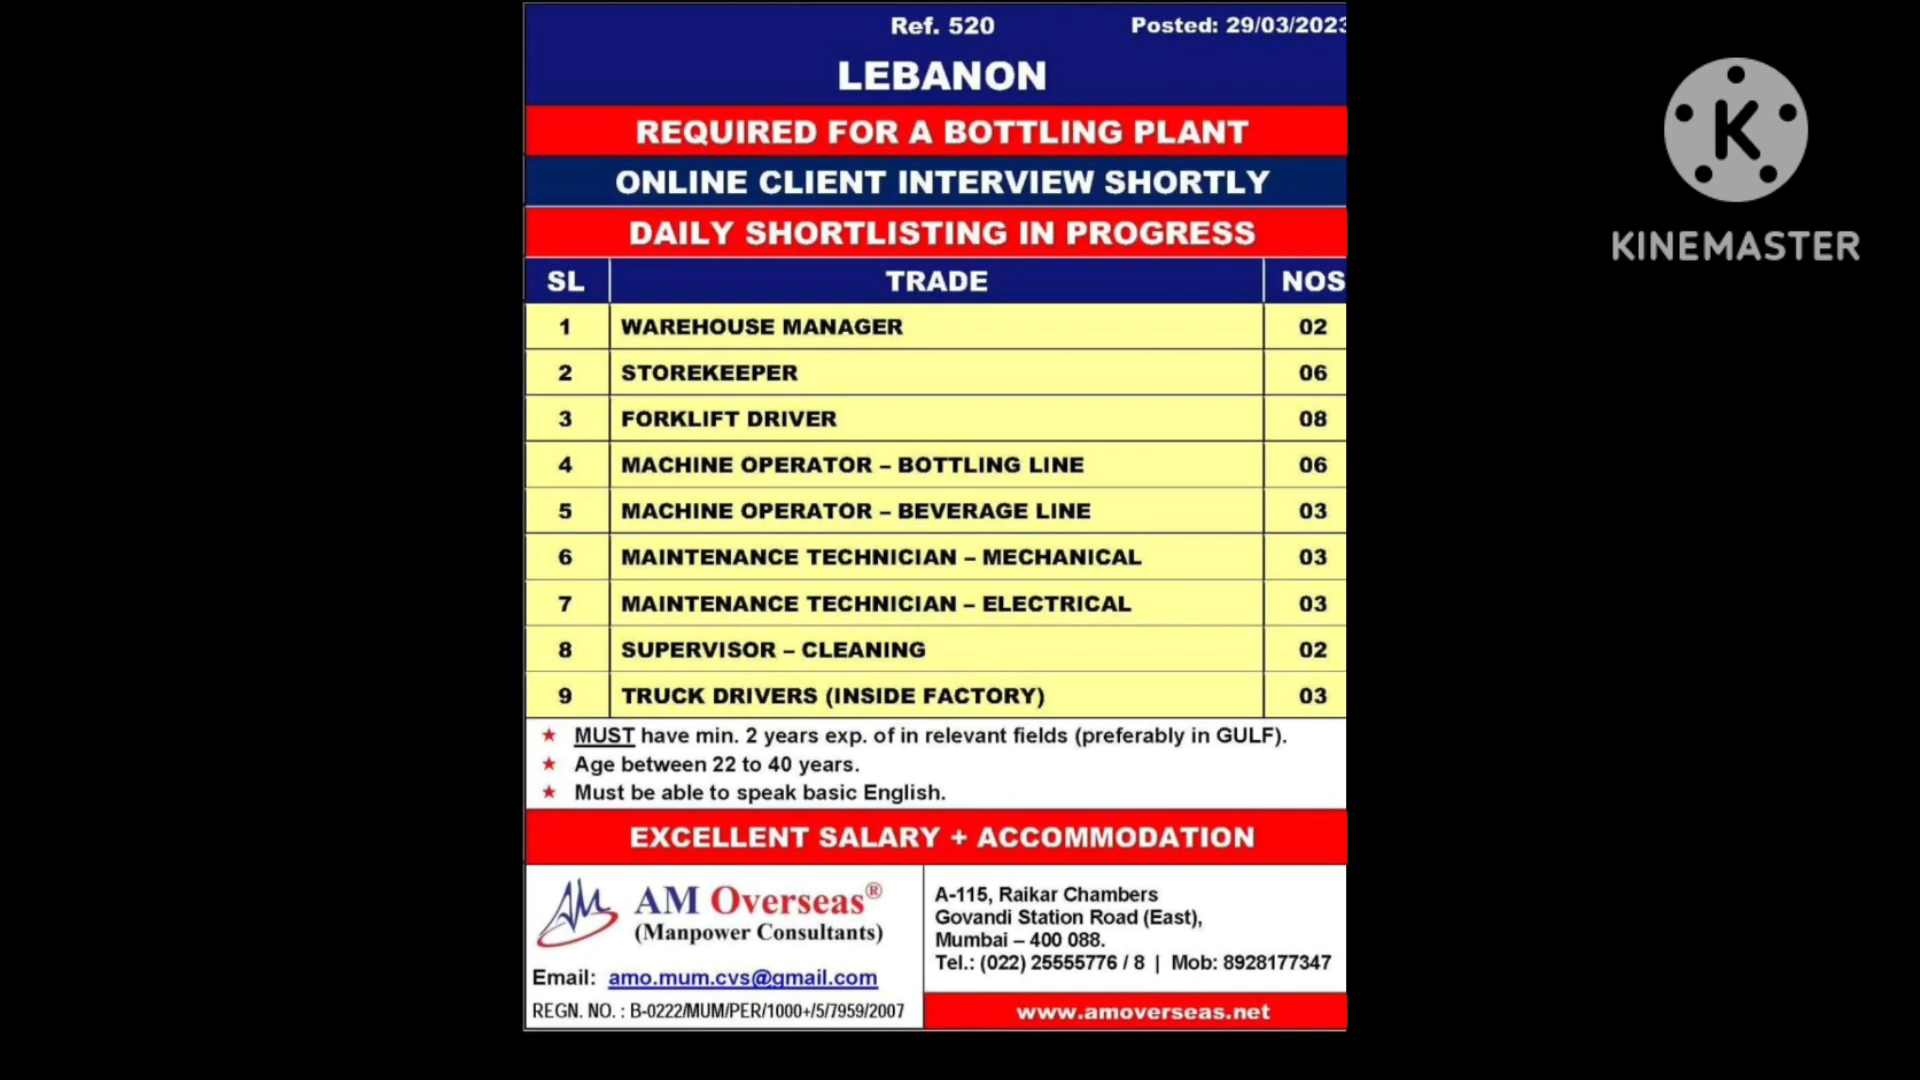 Ref. 520 Posted: 29/03/2023
LEBANON
REQUIRED FOR A BOTTLING PLANT
ONLINE CLIENT INTERVIEW SHORTLY
DAILY SHORTLISTING IN PROGRESS
SL TRADE NOS
1 WAREHOUSE MANAGER 02
2 STOREKEEPER 06
3 FORKLIFT DRIVER 08
4 MACHINE OPERATOR – BOTTLING LINE 06
5 MACHINE OPERATOR – BEVERAGE LINE 03
6 MAINTENANCE TECHNICIAN – MECHANICAL 03
7 MAINTENANCE TECHNICIAN – ELECTRICAL 03
8 SUPERVISOR – CLEANING 02
9 TRUCK DRIVERS (INSIDE FACTORY) 03
★ MUST have min. 2 years exp. of in relevant fields (preferably in GULF).
★ Age between 22 to 40 years.
★ Must be able to speak basic English.
EXCELLENT SALARY + ACCOMMODATION
AM
AM Overseas®
(Manpower Consultants)
Email: amo.mum.cvs@gmail.com
REGN. NO. : B-0222/MUM/PER/1000+/5/7959/2007
A-115, Raikar Chambers
Govandi Station Road (East),
Mumbai – 400 088.
Tel.: (022) 25555776 / 8 | Mob: 8928177347
www.amoverseas.net
K
KINEMASTER